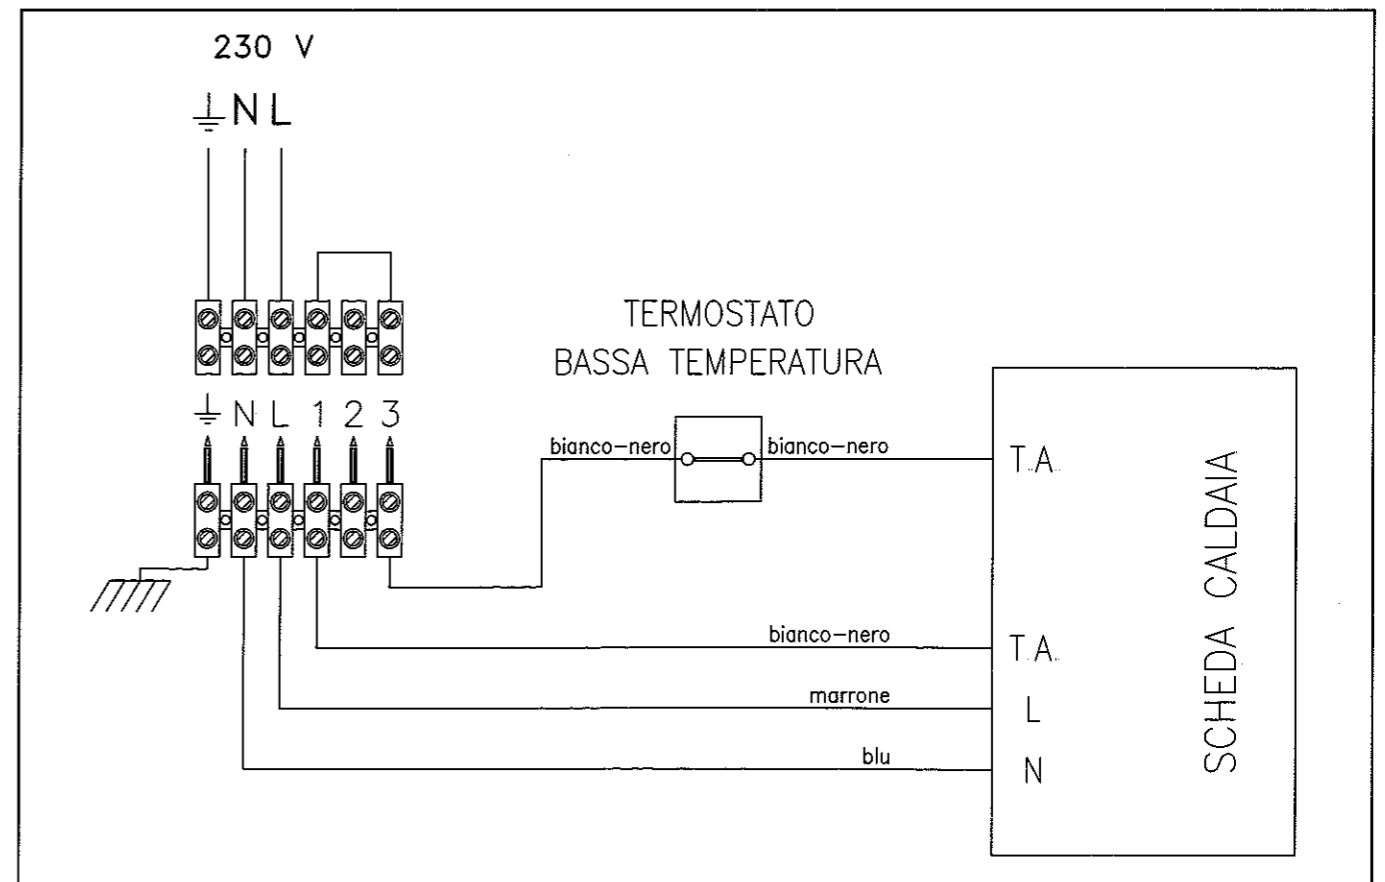 230 V
N L
TERMOSTATO
BASSA TEMPERATURA
N L 1 2 3
bianco-nero
bianco-nero
T.A.
bianco-nero
T.A.
marrone
L
blu
N
SCHEDA CALDAIA